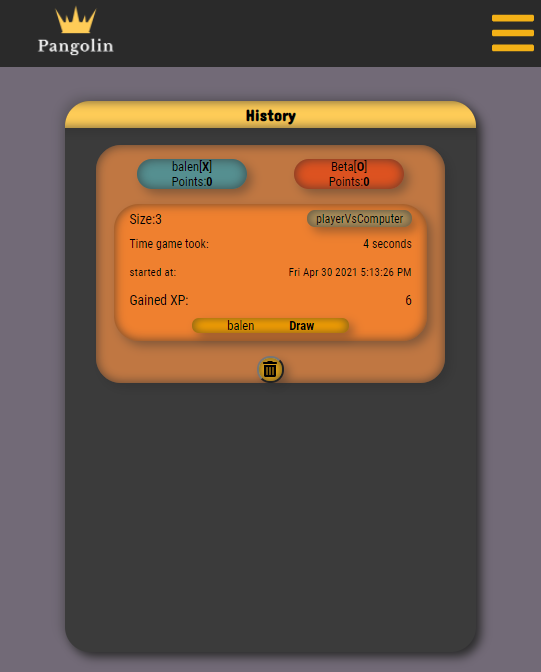 Pangolin
History
balen[X]
Points:0
Beta[O]
Points:0
Size:3
playerVsComputer
Time game took:
4 seconds
started at:
Fri Apr 30 2021 5:13:26 PM
Gained XP:
6
balen
Draw